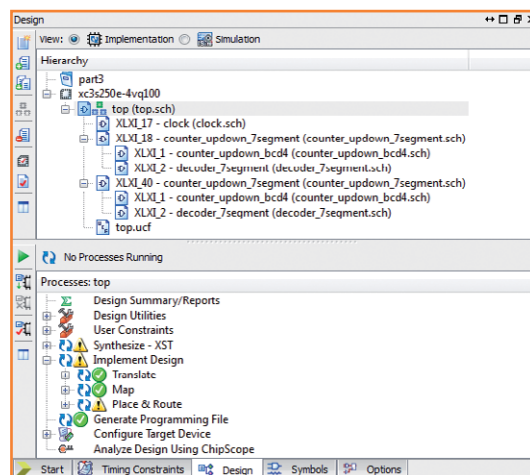 Design
View: Implementation Simulation
Hierarchy
part3
xc3s250e-4vq100
top (top.sch)
XLXI_17 - clock (clock.sch)
XLXI_18 - counter_updown_7segment (counter_updown_7segment.sch)
XLXI_1 - counter_updown_bcd4 (counter_updown_bcd4.sch)
XLXI_2 - decoder_7segment (decoder_7segment.sch)
XLXI_40 - counter_updown_7segment (counter_updown_7segment.sch)
XLXI_1 - counter_updown_bcd4 (counter_updown_bcd4.sch)
XLXI_2 - decoder_7segment (decoder_7segment.sch)
top.ucf
No Processes Running
Processes: top
Design Summary/Reports
Design Utilities
User Constraints
Synthesize - XST
Implement Design
Translate
Map
Place & Route
Generate Programming File
Configure Target Device
Analyze Design Using ChipScope
Start Timing Constraints Design Symbols Options